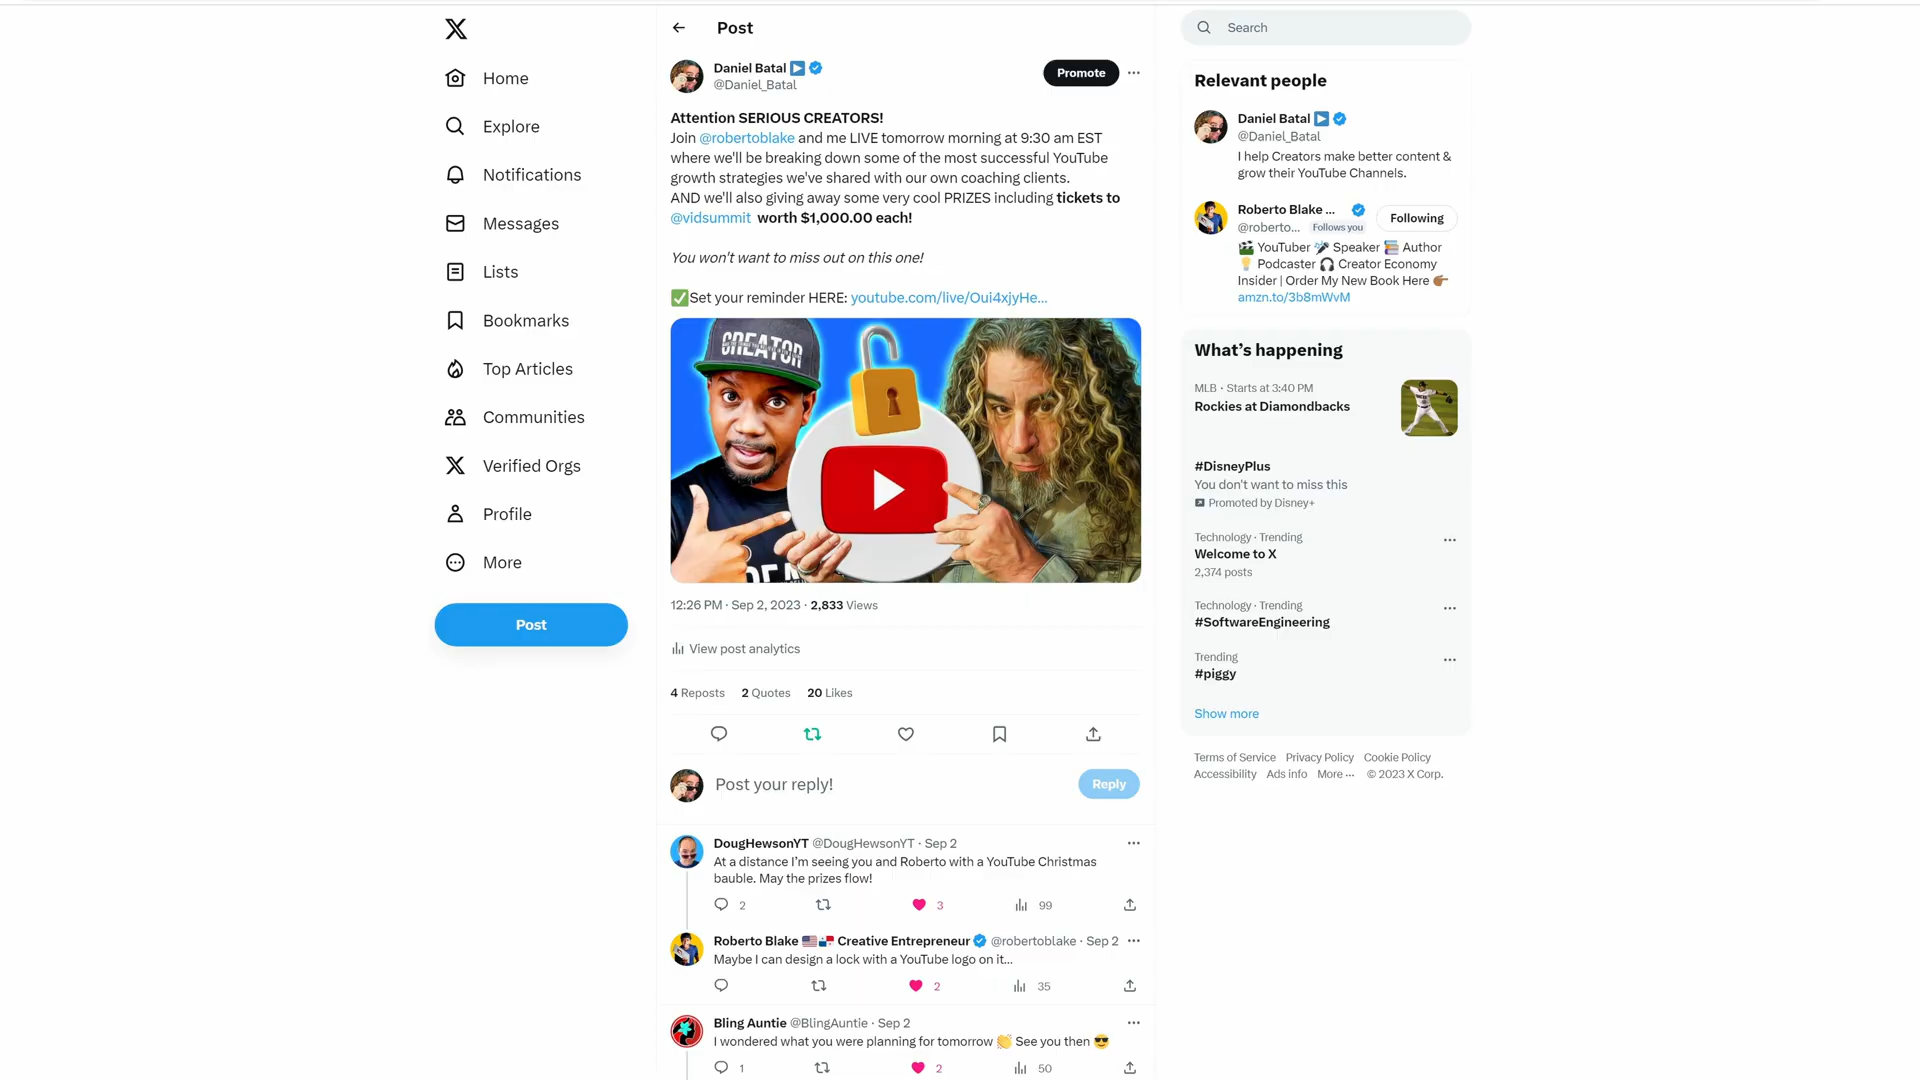 Post
Search
Home
Explore
Notifications
Messages
Lists
Bookmarks
Top Articles
Communities
Verified Orgs
Profile
More
Post
Daniel Batal ▶️
@Daniel_Batal
Promote
Attention SERIOUS CREATORS!
Join @robertoblake and me LIVE tomorrow morning at 9:30 am EST
where we'll be breaking down some of the most successful YouTube
growth strategies we've shared with our own coaching clients.
AND we'll also giving away some very cool PRIZES including tickets to
@vidsummit worth $1,000.00 each!
You won't want to miss out on this one!
✅Set your reminder HERE: youtube.com/live/Oui4xjyHe...
CREATOR
12:26 PM · Sep 2, 2023 · 2,833 Views
View post analytics
4 Reposts 2 Quotes 20 Likes
Post your reply!
Reply
DougHewsonYT @DougHewsonYT · Sep 2
At a distance I'm seeing you and Roberto with a YouTube Christmas
bauble. May the prizes flow!
2 3 99
Roberto Blake 🇺🇸🇵🇦 Creative Entrepreneur @robertoblake · Sep 2
Maybe I can design a lock with a YouTube logo on it...
2 35
Bling Auntie @BlingAuntie · Sep 2
I wondered what you were planning for tomorrow 👏 See you then 😎
1 2 50
Relevant people
Daniel Batal ▶️
@Daniel_Batal
I help Creators make better content &
grow their YouTube Channels.
Roberto Blake ...
@roberto... Follows you
Following
🎬 YouTuber 🎤 Speaker 📚 Author
💡 Podcaster 🎧 Creator Economy
Insider | Order My New Book Here 👉🏾
amzn.to/3b8mWvM
What's happening
MLB · Starts at 3:40 PM
Rockies at Diamondbacks
#DisneyPlus
You don't want to miss this
Promoted by Disney+
Technology · Trending
Welcome to X
2,374 posts
Technology · Trending
#SoftwareEngineering
Trending
#piggy
Show more
Terms of Service Privacy Policy Cookie Policy
Accessibility Ads info More ... © 2023 X Corp.